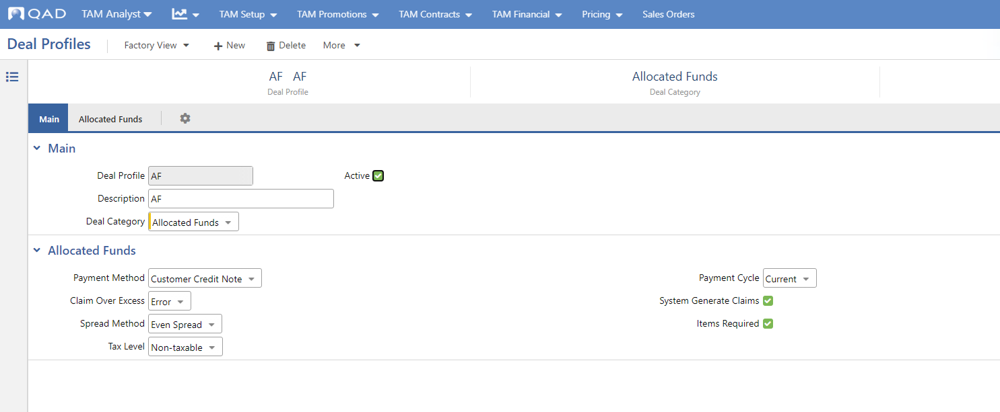 QAD TAM Analyst TAM Setup TAM Promotions TAM Contracts TAM Financial Pricing Sales Orders
Deal Profiles Factory View New Delete More
AF AF Allocated Funds
Deal Profile Deal Category
Main Allocated Funds
Main
Deal Profile AF Active
Description AF
Deal Category Allocated Funds
Allocated Funds
Payment Method Customer Credit Note Payment Cycle Current
Claim Over Excess Error System Generate Claims
Spread Method Even Spread Items Required
Tax Level Non-taxable